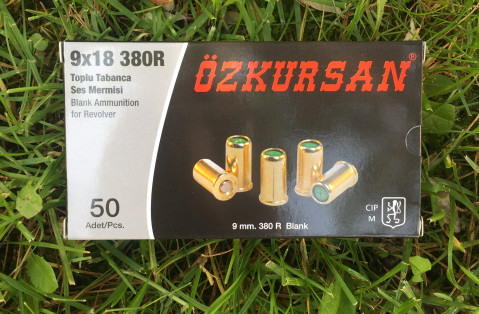 9x18 380R
Toplu Tabanca
Ses Mermisi
Blank Ammunition
for Revolver
50
Adet/Pcs.
ÖZKURSAN®
9 mm. 380 R Blank
CIP
M